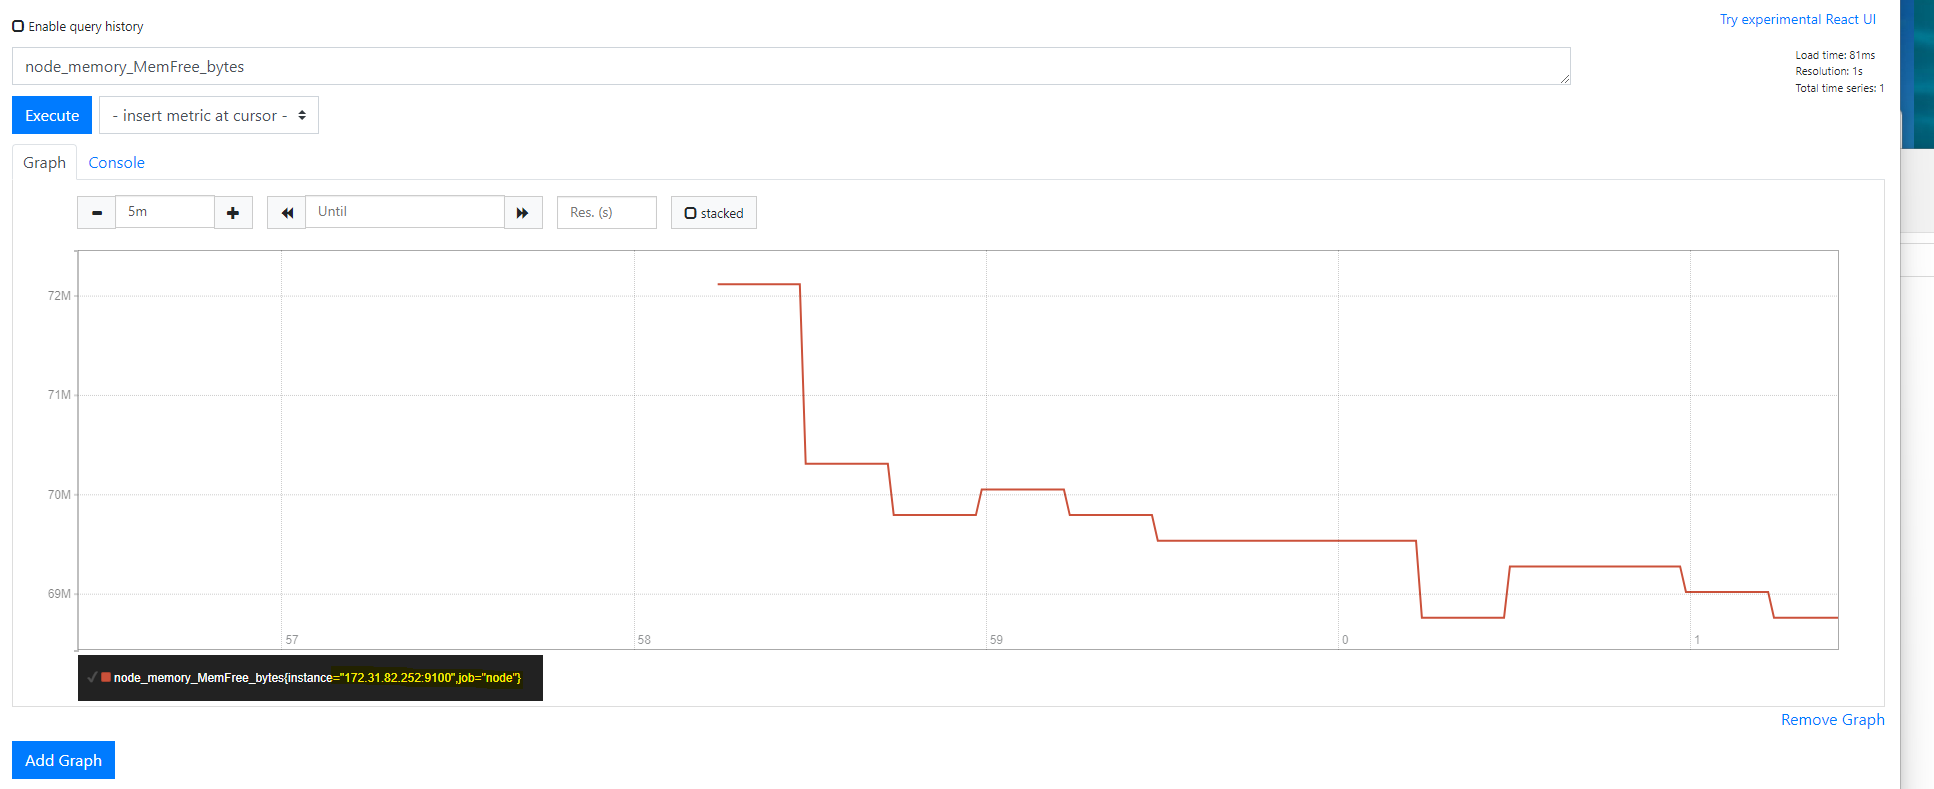 Enable query history
Try experimental React UI
node_memory_MemFree_bytes
Load time: 81ms
Resolution: 1s
Total time series: 1
Execute
- insert metric at cursor -
Graph
Console
5m
Until
Res. (s)
stacked
72M
71M
70M
69M
57
58
59
0
1
node_memory_MemFree_bytes{instance="172.31.82.252:9100",job="node"}
Remove Graph
Add Graph